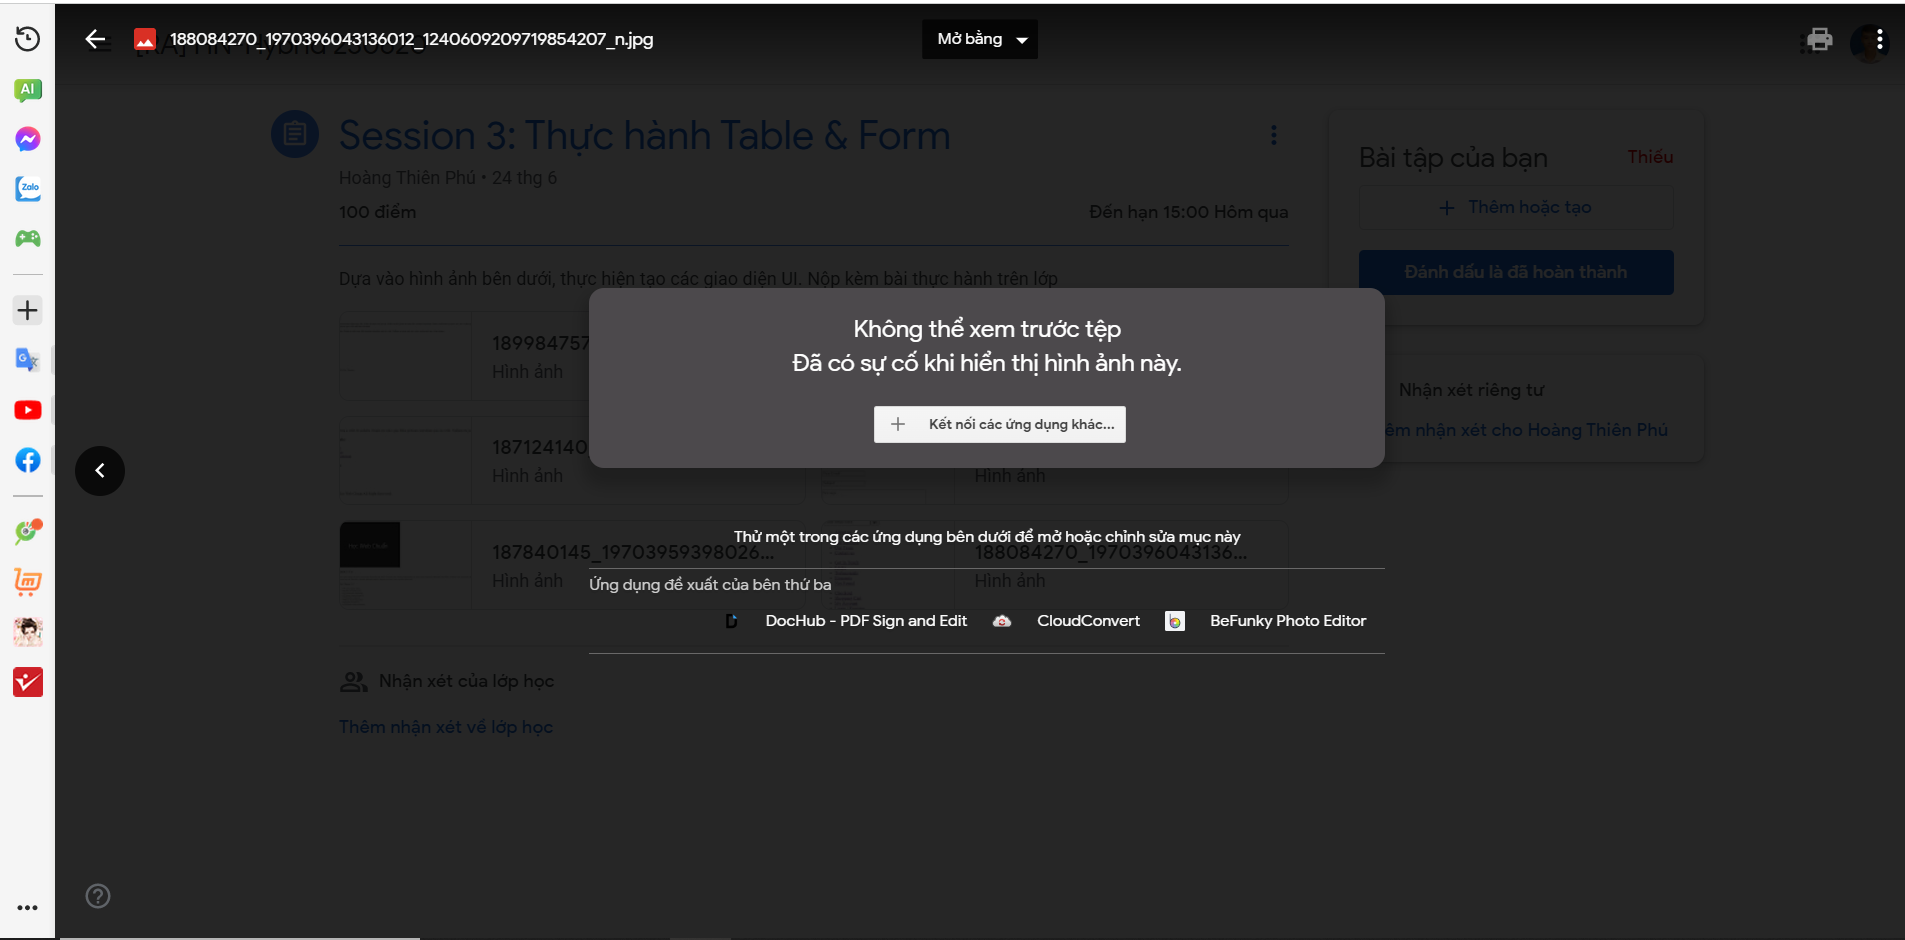 188084270_1970396043136012_1240609209719854207_n.jpg
Mở bằng
AI
Zalo
Session 3: Thực hành Table & Form
Hoàng Thiên Phú • 24 thg 6
100 điểm
Đến hạn 15:00 Hôm qua
Bài tập của bạn
Thiếu
Thêm hoặc tạo
Đánh dấu là đã hoàn thành
Dựa vào hình ảnh bên dưới, thực hiện tạo các giao diện UI. Nộp kèm bài thực hành trên lớp
Không thể xem trước tệp
Đã có sự cố khi hiển thị hình ảnh này.
Kết nối các ứng dụng khác...
18998475
Hình ảnh
187124140
Hình ảnh
Hình ảnh
Nhận xét riêng tư
nhận xét cho Hoàng Thiên Phú
Thử một trong các ứng dụng bên dưới để mở hoặc chỉnh sửa mục này
187840145_19703959398026...
Hình ảnh
188084270_1970396043136...
Hình ảnh
Ứng dụng đề xuất của bên thứ ba
DocHub - PDF Sign and Edit
CloudConvert
BeFunky Photo Editor
Nhận xét của lớp học
Thêm nhận xét về lớp học